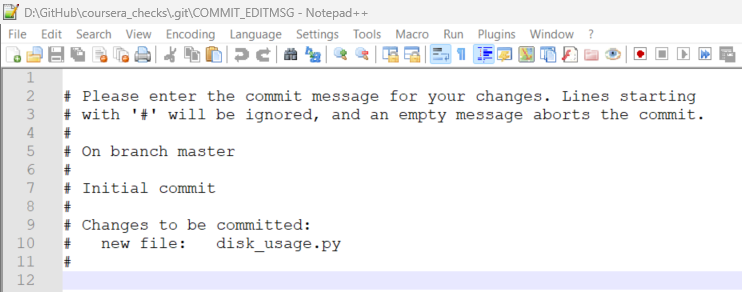 D:\GitHub\coursera_checks\.git\COMMIT_EDITMSG - Notepad++
File Edit Search View Encoding Language Settings Tools Macro Run Plugins Window ?
1
2 # Please enter the commit message for your changes. Lines starting
3 # with '#' will be ignored, and an empty message aborts the commit.
4 #
5 # On branch master
6 #
7 # Initial commit
8 #
9 # Changes to be committed:
10 #   new file:   disk_usage.py
11 #
12